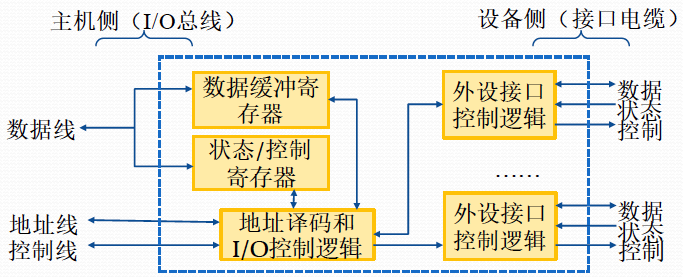 主机侧（I/O总线）
设备侧（接口电缆）
数据缓冲寄
存器
外设接口
控制逻辑
数据
状态
控制
数据线
状态/控制
寄存器
……
地址线
控制线
地址译码和
I/O控制逻辑
外设接口
控制逻辑
数据
状态
控制